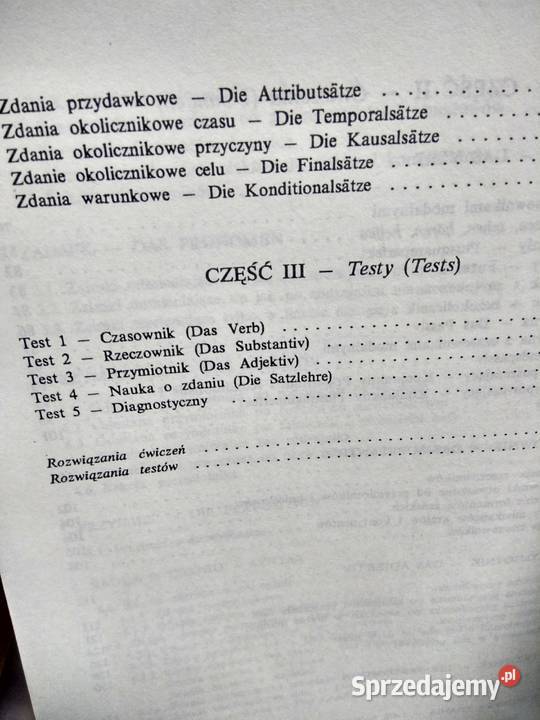 Zdania przydawkowe — Die Attributsätze . . . . . . . . . .
Zdania okolicznikowe czasu — Die Temporalsätze . . . . . . .
Zdania okolicznikowe przyczyny — Die Kausalsätze . . . . . . .
Zdanie okolicznikowe celu — Die Finalsätze . . . . . . . . . .
Zdania warunkowe — Die Konditionalsätze . . . . . . . . . .
CZĘŚĆ III — Testy (Tests)
Test 1 — Czasownik (Das Verb) . . . . . . . . . . . . . . .
Test 2 — Rzeczownik (Das Substantiv) . . . . . . . . . . . .
Test 3 — Przymiotnik (Das Adjektiv) . . . . . . . . . . . . .
Test 4 — Nauka o zdaniu (Die Satzlehre) . . . . . . . . . . .
Test 5 — Diagnostyczny . . . . . . . . . . . . . . . . . .
Rozwiązania ćwiczeń . . . . . . . . . . . . . . . . . . . .
Rozwiązania testów . . . . . . . . . . . . . . . . . . . .
Sprzedajemy.pl